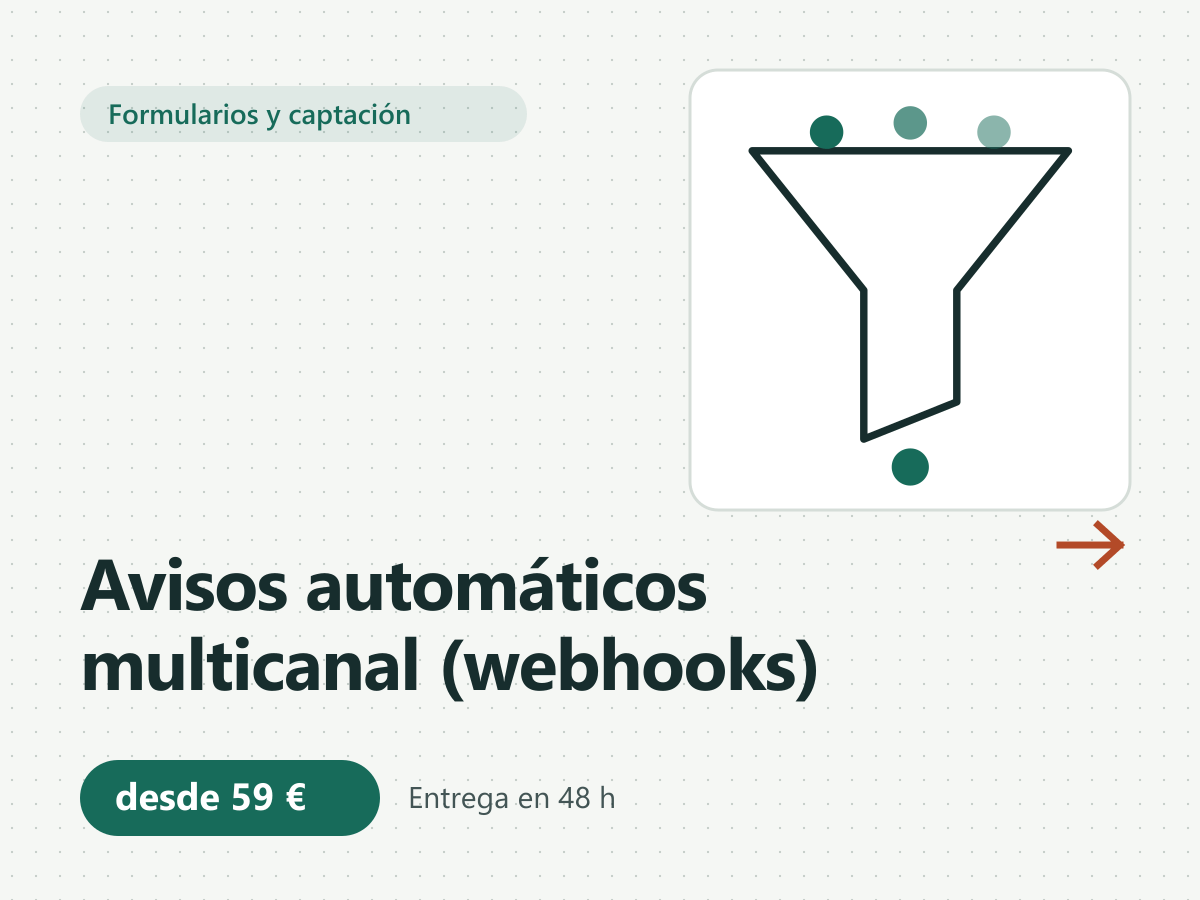 Formularios y captación
Avisos automáticos
multicanal (webhooks)
desde 59 €
Entrega en 48 h